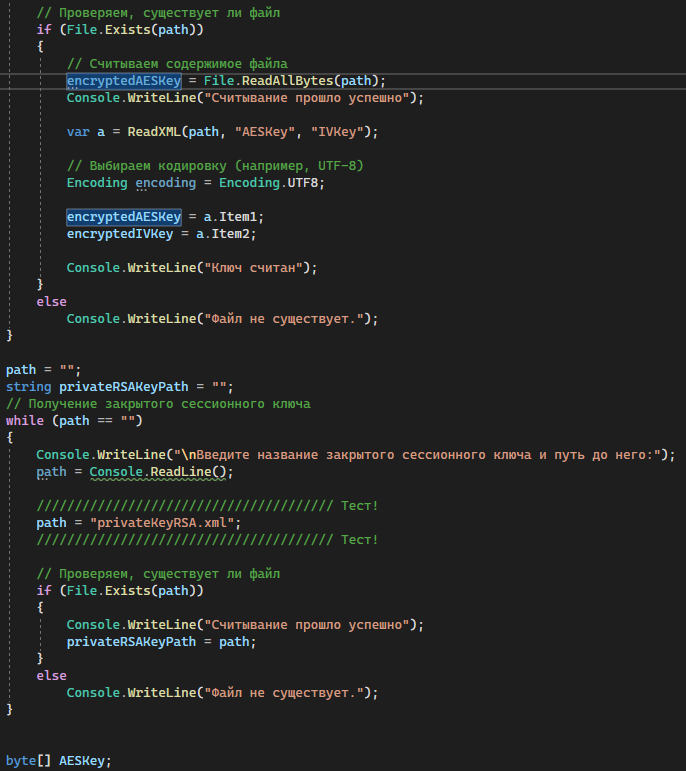 // Проверяем, существует ли файл
if (File.Exists(path))
{
// Считываем содержимое файла
encryptedAESKey = File.ReadAllBytes(path);
Console.WriteLine("Считывание прошло успешно");
var a = ReadXML(path, "AESKey", "IVKey");
// Выбираем кодировку (например, UTF-8)
Encoding encoding = Encoding.UTF8;
encryptedAESKey = a.Item1;
encryptedIVKey = a.Item2;
Console.WriteLine("Ключ считан");
}
else
Console.WriteLine("Файл не существует.");
}
path = "";
string privateRSAKeyPath = "";
// Получение закрытого сессионного ключа
while (path == "")
{
Console.WriteLine("\nВведите название закрытого сессионного ключа и путь до него:");
path = Console.ReadLine();
/////////////////////////////////////// Тест!
path = "privateKeyRSA.xml";
/////////////////////////////////////// Тест!
// Проверяем, существует ли файл
if (File.Exists(path))
{
Console.WriteLine("Считывание прошло успешно");
privateRSAKeyPath = path;
}
else
Console.WriteLine("Файл не существует.");
}
byte[] AESKey;